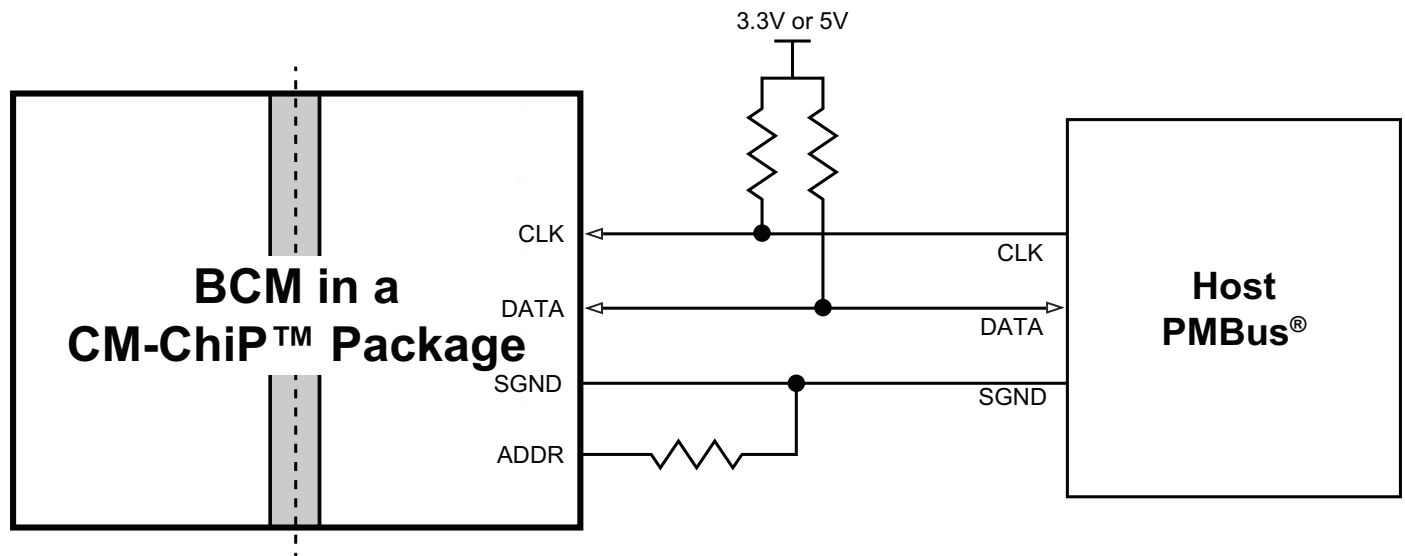 3.3V or 5V
CLK
CLK
BCM in a
CM-ChiP™ Package
DATA
DATA
Host
PMBus®
SGND
SGND
ADDR